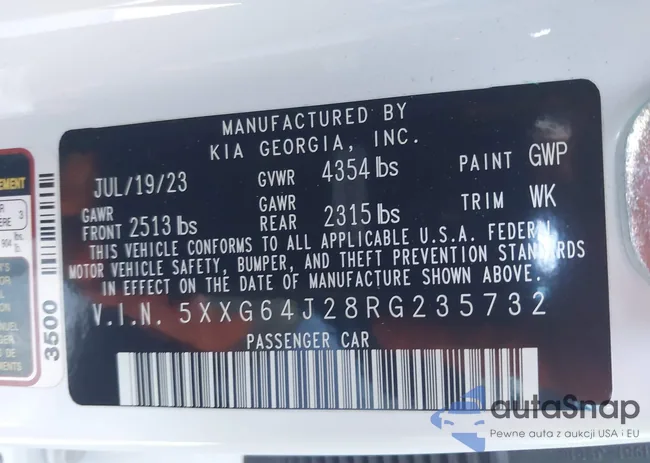 MANUFACTURED BY
KIA GEORGIA, INC.
JUL/19/23 GVWR 4354 lbs PAINT GWP
GAWR FRONT 2513 lbs GAWR REAR 2315 lbs TRIM WK
THIS VEHICLE CONFORMS TO ALL APPLICABLE U.S.A. FEDERAL
MOTOR VEHICLE SAFETY, BUMPER, AND THEFT PREVENTION STANDARDS
IN EFFECT ON THE DATE OF MANUFACTURE SHOWN ABOVE.
V.I.N. 5XXG64J28RG235732
PASSENGER CAR
3500
autoSnap
Pewne auta z aukcji USA i EU